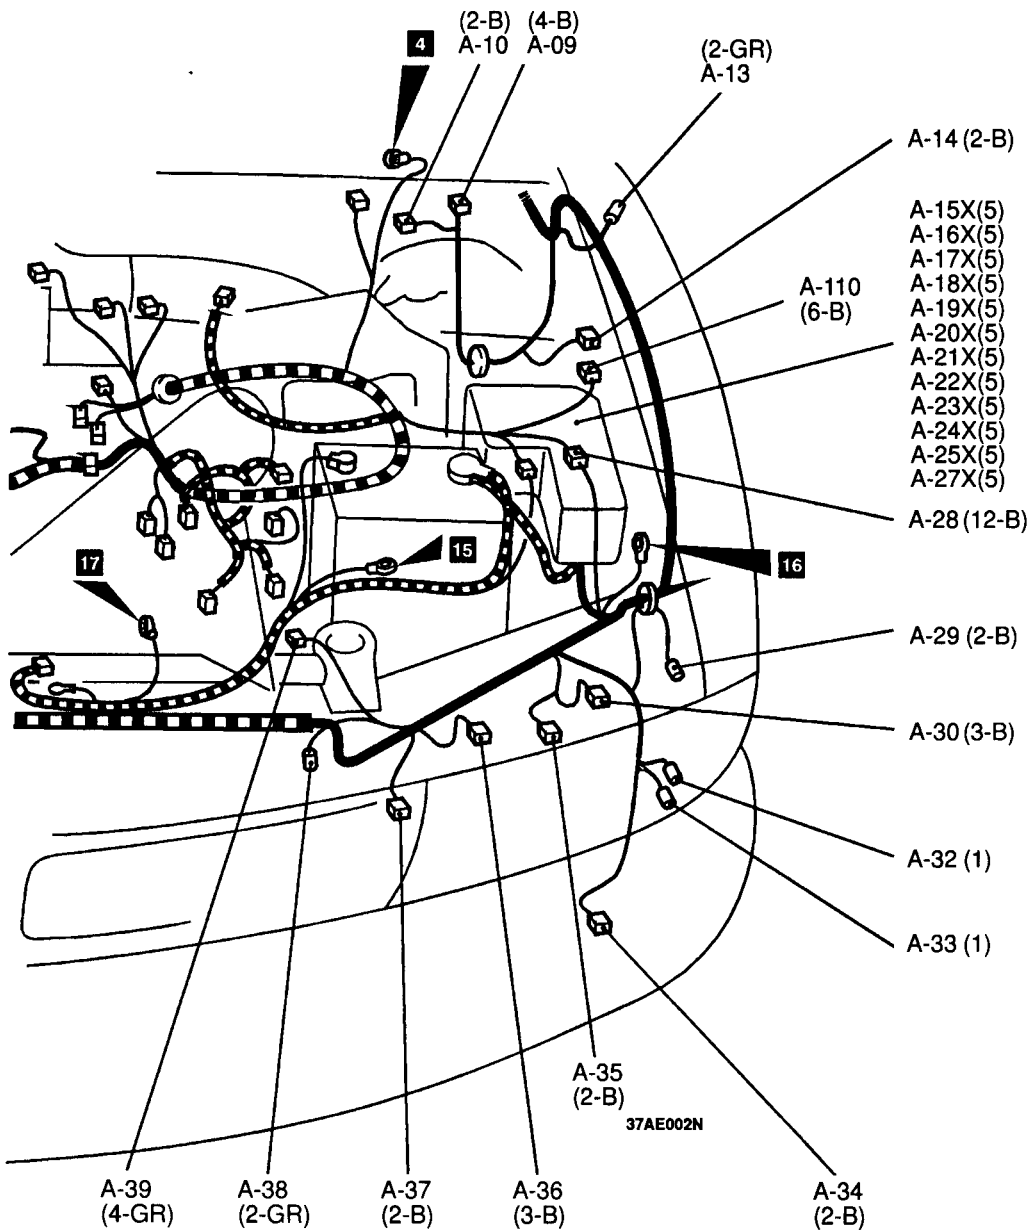 (2-B) (4-B)
4 A-10 A-09
(2-GR)
A-13
A-14 (2-B)
A-15X(5)
A-16X(5)
A-17X(5)
A-18X(5)
A-19X(5)
A-20X(5)
A-21X(5)
A-22X(5)
A-23X(5)
A-24X(5)
A-25X(5)
A-27X(5)
A-110
(6-B)
A-28 (12-B)
17
15
16
A-29 (2-B)
A-30 (3-B)
A-32 (1)
A-33 (1)
A-35
(2-B)
37AE002N
A-39 A-38 A-37 A-36 A-34
(4-GR) (2-GR) (2-B) (3-B) (2-B)